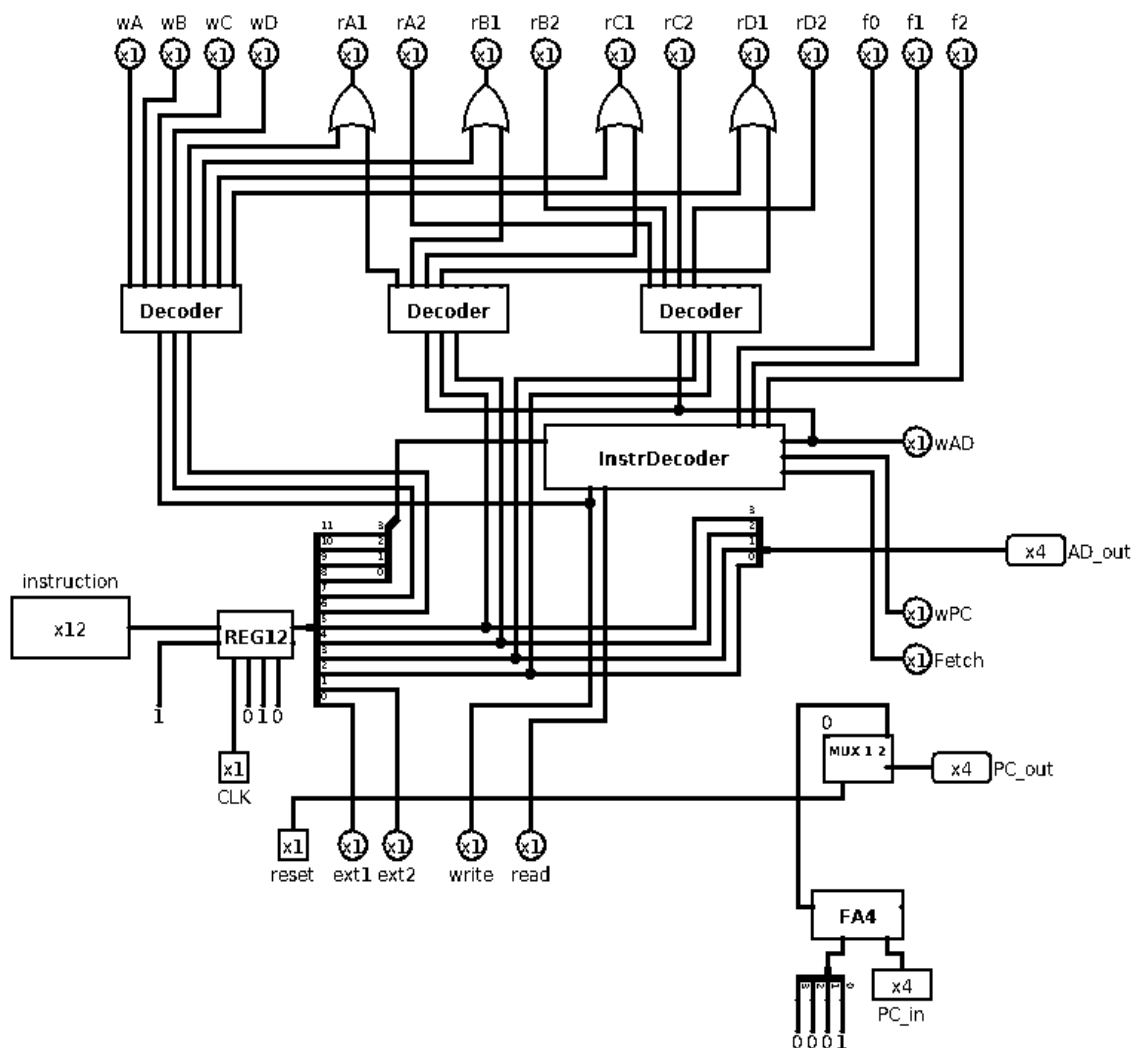 wA wB wC wD rA1 rA2 rB1 rB2 rC1 rC2 rD1 rD2 f0 f1 f2
x1 x1 x1 x1 x1 x1 x1 x1 x1 x1 x1 x1 x1 x1 x1
Decoder Decoder Decoder
x1 wAD
InstrDecoder
3
2
1
0
11 3
10 2
9 1
8 0
7
6
5
4
3
2
1
0
x4 AD_out
instruction
x12
REG12
x1 wPC
x1 Fetch
1 0 1 0
x1
CLK
0
MUX 1 2
x4 PC_out
x1 x1 x1 x1 x1
reset ext1 ext2 write read
FA4
3 2 1 0
x4
PC_in
0 0 0 1